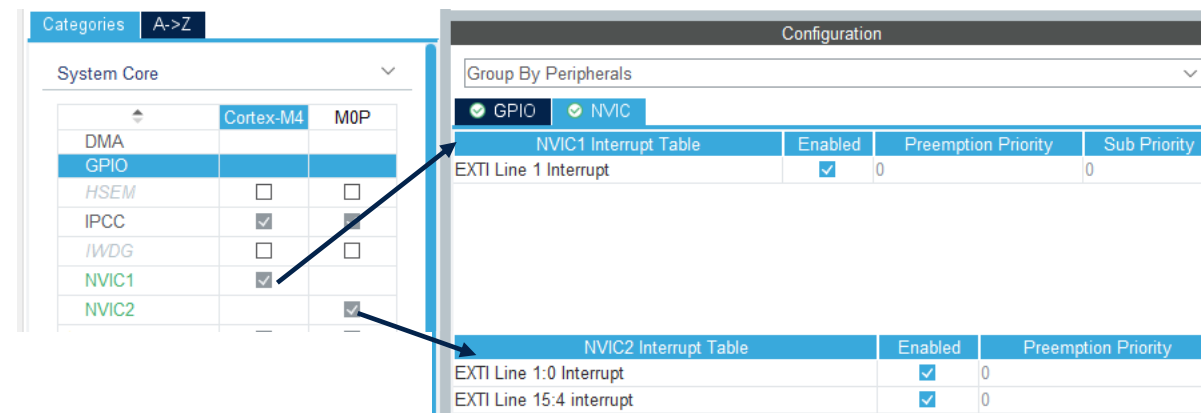 Categories A->Z
System Core
Cortex-M4 M0P
DMA
GPIO
HSEM
IPCC
IWDG
NVIC1
NVIC2
Configuration
Group By Peripherals
GPIO NVIC
NVIC1 Interrupt Table Enabled Preemption Priority Sub Priority
EXTI Line 1 Interrupt 0 0
NVIC2 Interrupt Table Enabled Preemption Priority
EXTI Line 1:0 Interrupt 0
EXTI Line 15:4 interrupt 0